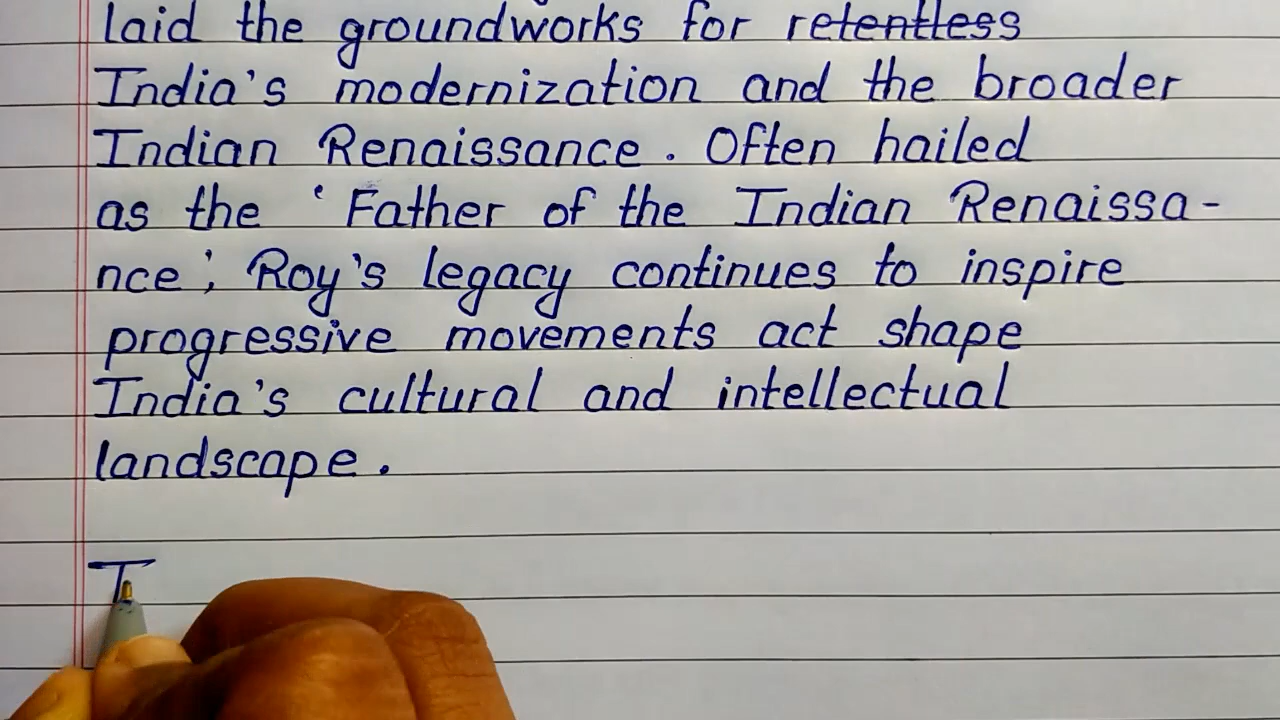 laid the groundworks for retentless
India's modernization and the broader
Indian Renaissance. Often hailed
as the 'Father of the Indian Renaissa-
nce', Roy's legacy continues to inspire
progressive movements act shape
India's cultural and intellectual
landscape.
I